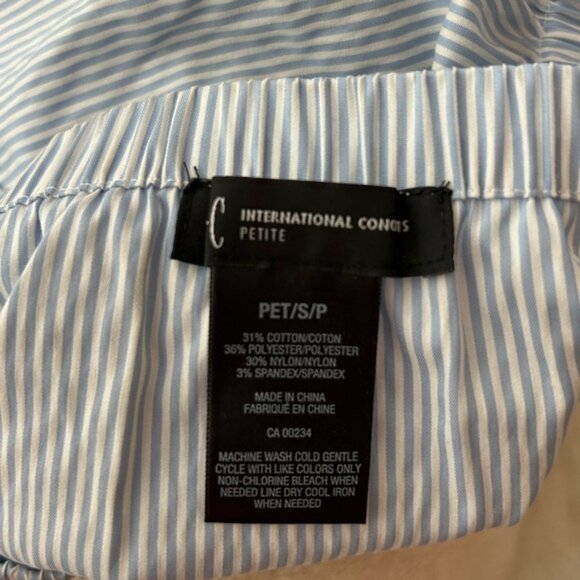 C INTERNATIONAL
PETITE
PET/S/P
31% COTTON/COTON
36% POLYESTER/POLYESTER
30% NYLON/NYLON
3% SPANDEX/SPANDEX
MADE IN CHINA
FABRIQUÉ EN CHINE
CA 00234
MACHINE WASH COLD GENTLE
CYCLE WITH LIKE COLORS ONLY
NON-CHLORINE BLEACH WHEN
NEEDED LINE DRY COOL IRON
WHEN NEEDED